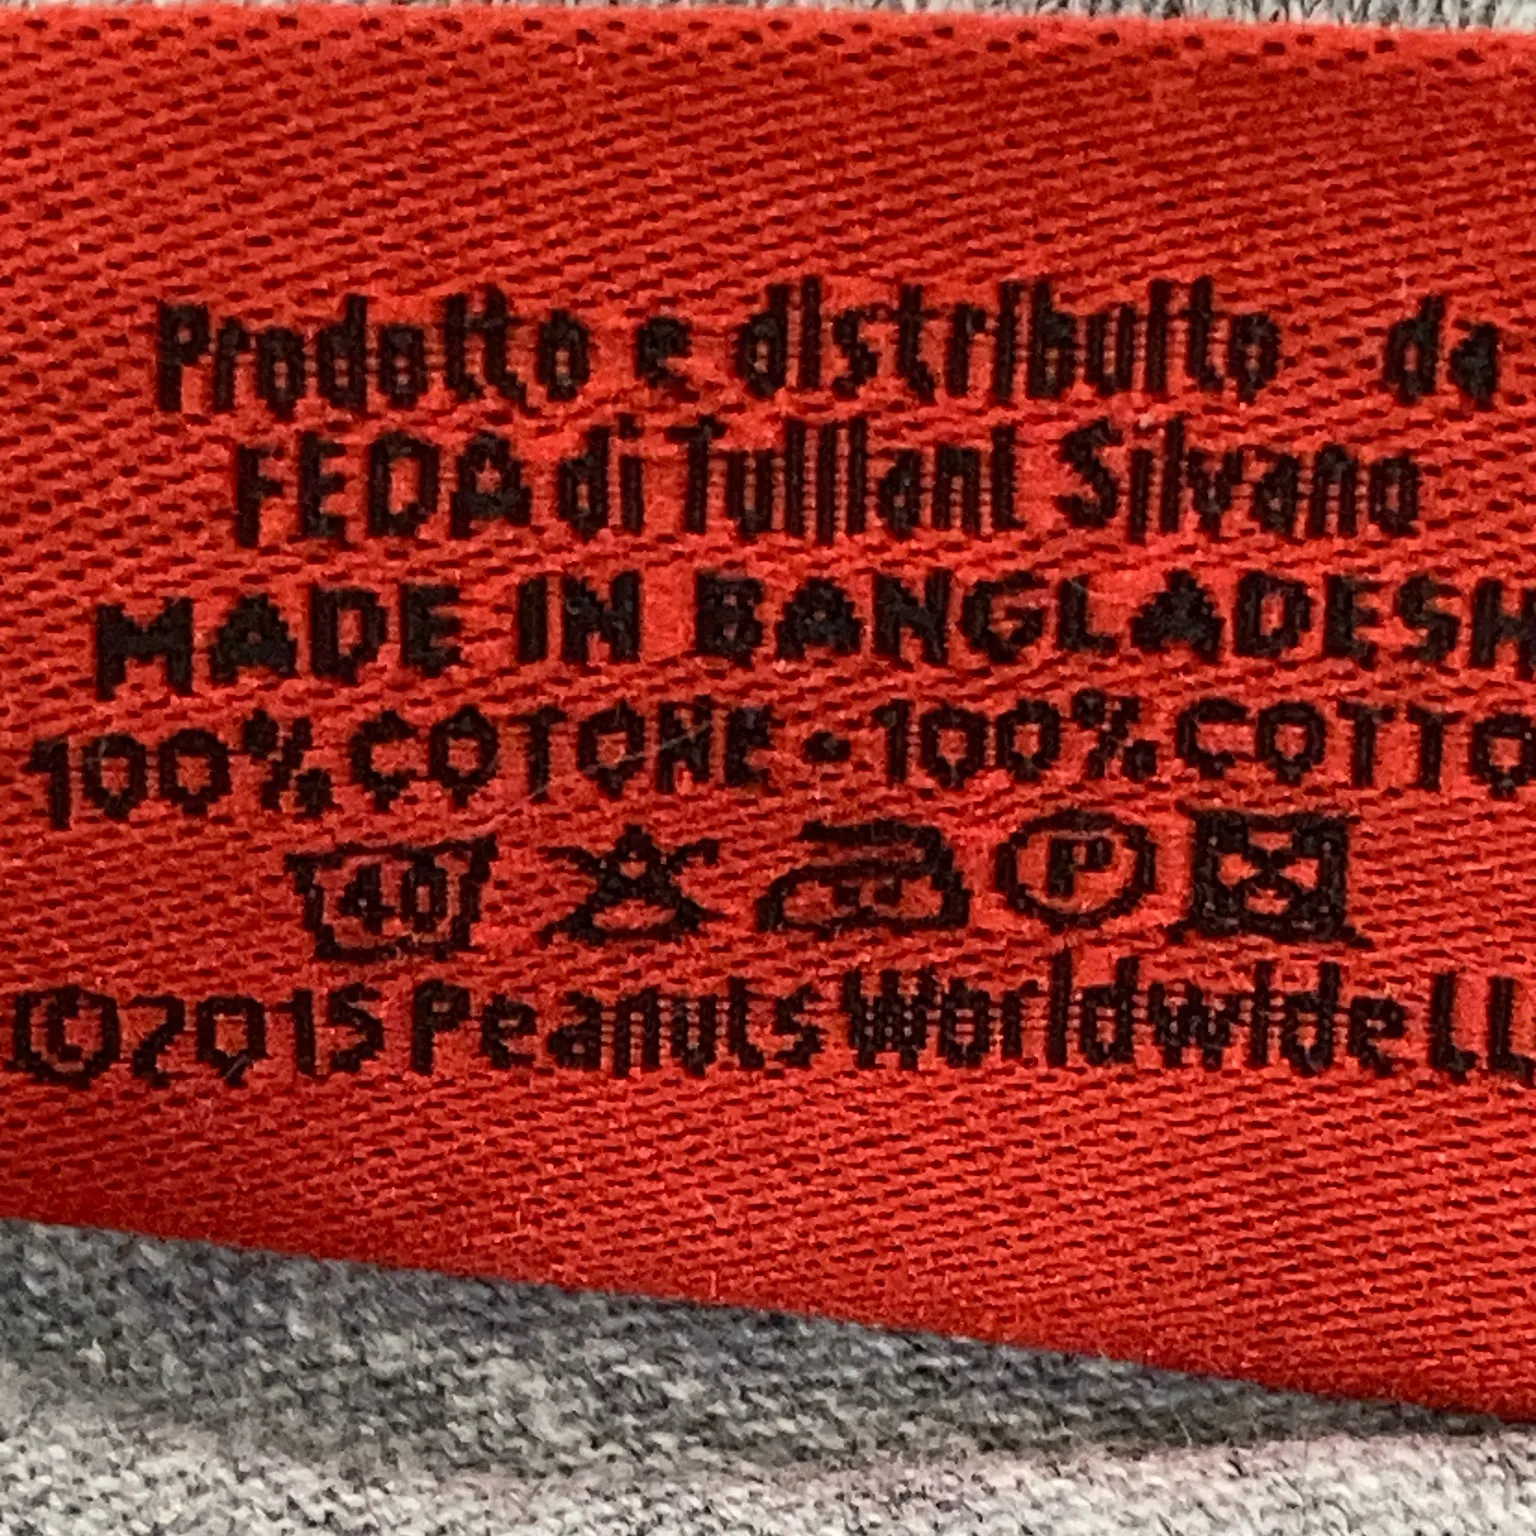 Prodotto e distribuito da
FEDA di Tulliani Silvano
MADE IN BANGLADESH
100% COTONE • 100% COTTO
40 P
©2015 Peanuts Worldwide LL